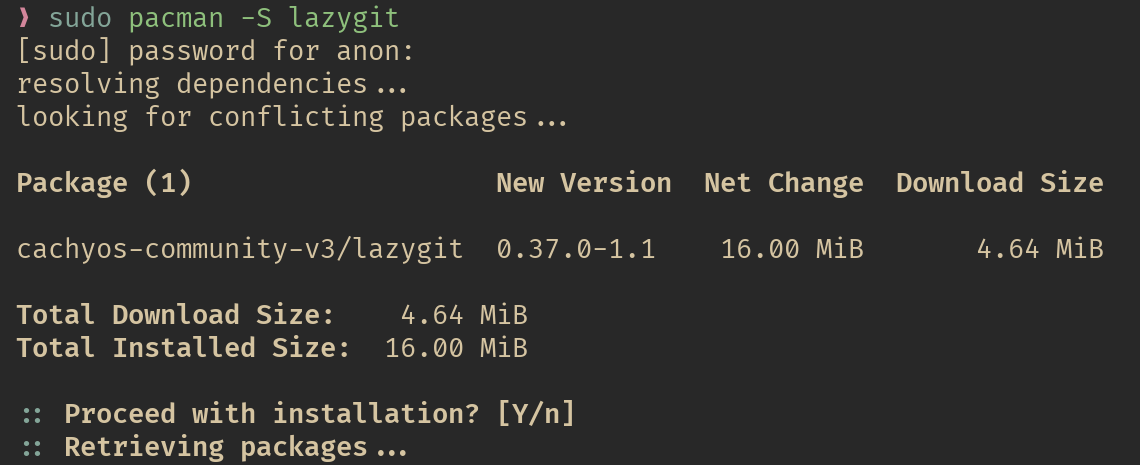 ❱ sudo pacman -S lazygit
[sudo] password for anon:
resolving dependencies...
looking for conflicting packages...
Package (1) New Version Net Change Download Size
cachyos-community-v3/lazygit 0.37.0-1.1 16.00 MiB 4.64 MiB
Total Download Size: 4.64 MiB
Total Installed Size: 16.00 MiB
:: Proceed with installation? [Y/n]
:: Retrieving packages...